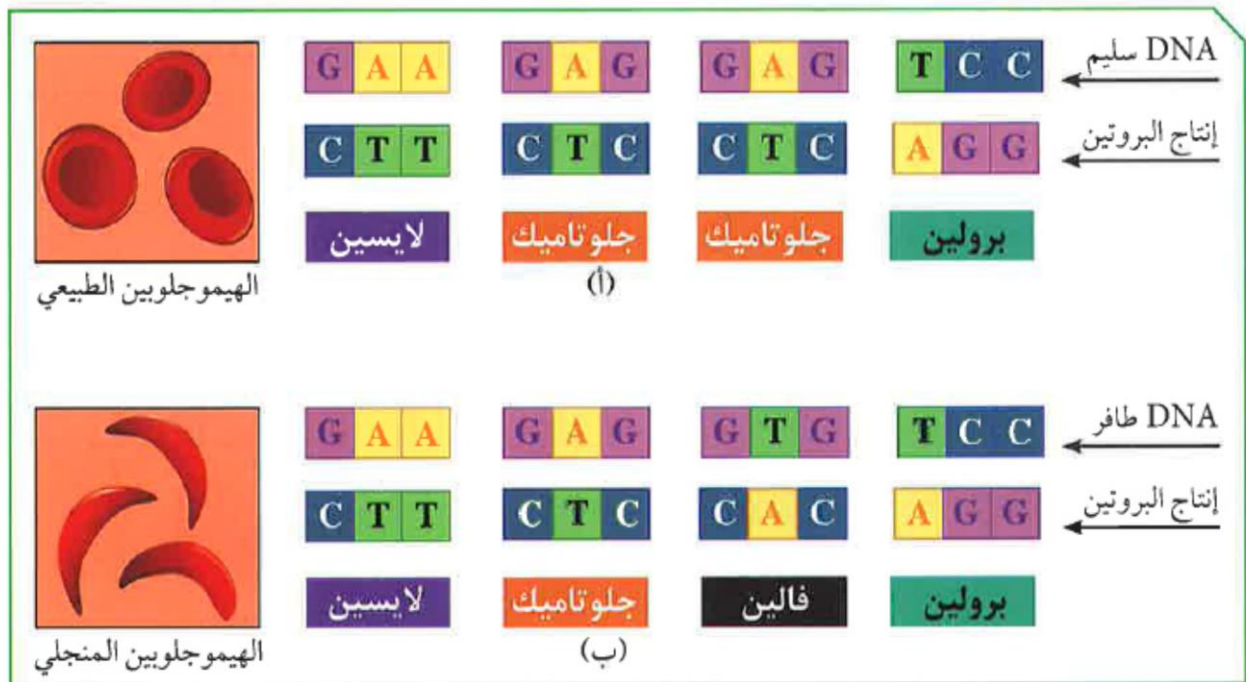 DNA سليم
G A A G A G G A G T C C
إنتاج البروتين
C T T C T C C T C A G G
لايسين جلوتاميك جلوتاميك برولين
(أ)
الهيموجلوبين الطبيعي
DNA طافر
G A A G A G G T G T C C
إنتاج البروتين
C T T C T C C A C A G G
لايسين جلوتاميك فالين برولين
(ب)
الهيموجلوبين المنجلي